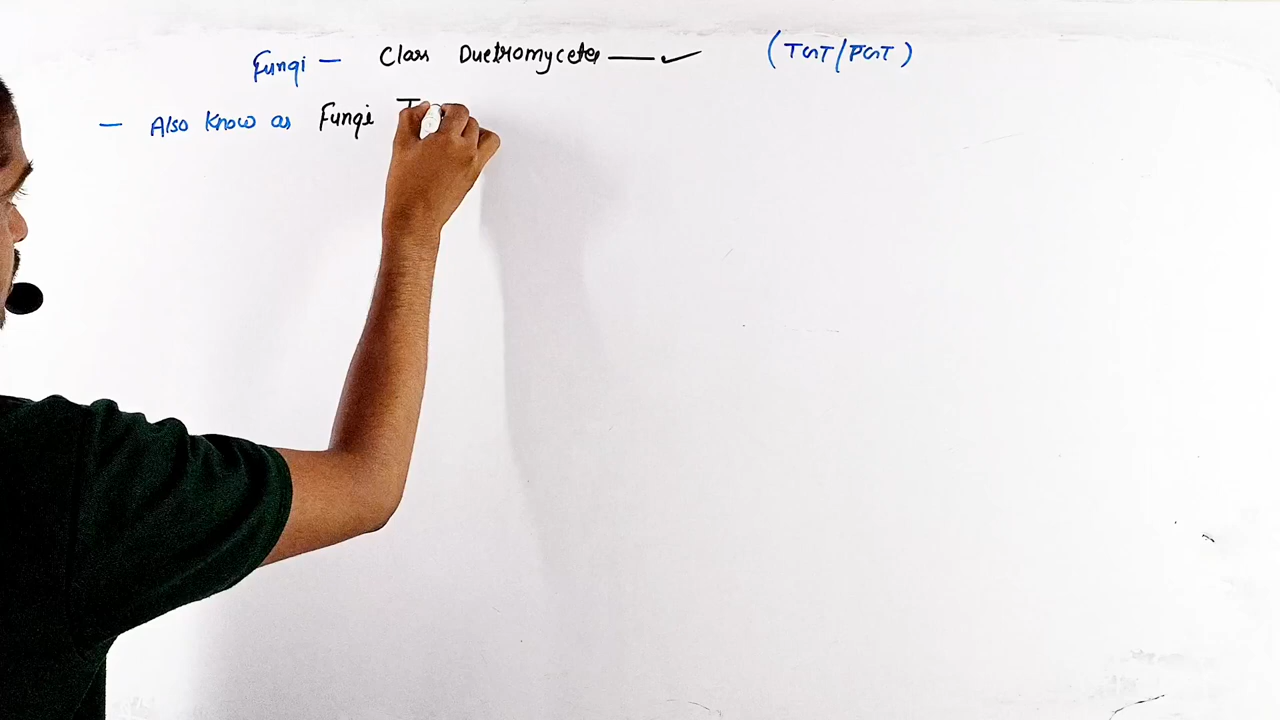 Fungi — Class Duetromycetes — ✓ (TGT/PGT)
— Also Know as Fungi I